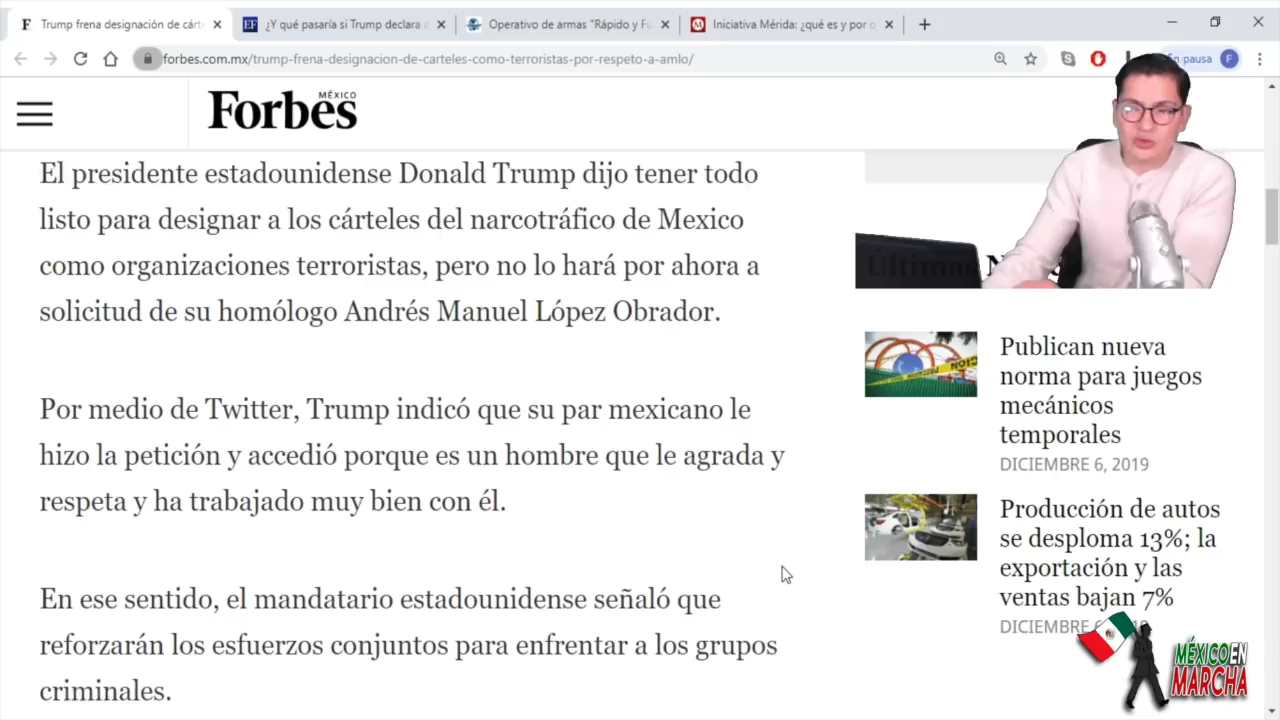 Trump frena designación de cárt
¿Y qué pasaría si Trump declara a
Operativo de armas "Rápido y Fu
Iniciativa Mérida: ¿qué es y por q
forbes.com.mx/trump-frena-designacion-de-carteles-como-terroristas-por-respeto-a-amlo/
En pausa
F
Forbes
MÉXICO
El presidente estadounidense Donald Trump dijo tener todo
listo para designar a los cárteles del narcotráfico de Mexico
como organizaciones terroristas, pero no lo hará por ahora a
solicitud de su homólogo Andrés Manuel López Obrador.
Por medio de Twitter, Trump indicó que su par mexicano le
hizo la petición y accedió porque es un hombre que le agrada y
respeta y ha trabajado muy bien con él.
En ese sentido, el mandatario estadounidense señaló que
reforzarán los esfuerzos conjuntos para enfrentar a los grupos
criminales.
Últimas
Publican nueva
norma para juegos
mecánicos
temporales
DICIEMBRE 6, 2019
Producción de autos
se desploma 13%; la
exportación y las
ventas bajan 7%
DICIEMBRE
MÉXICO EN
MARCHA